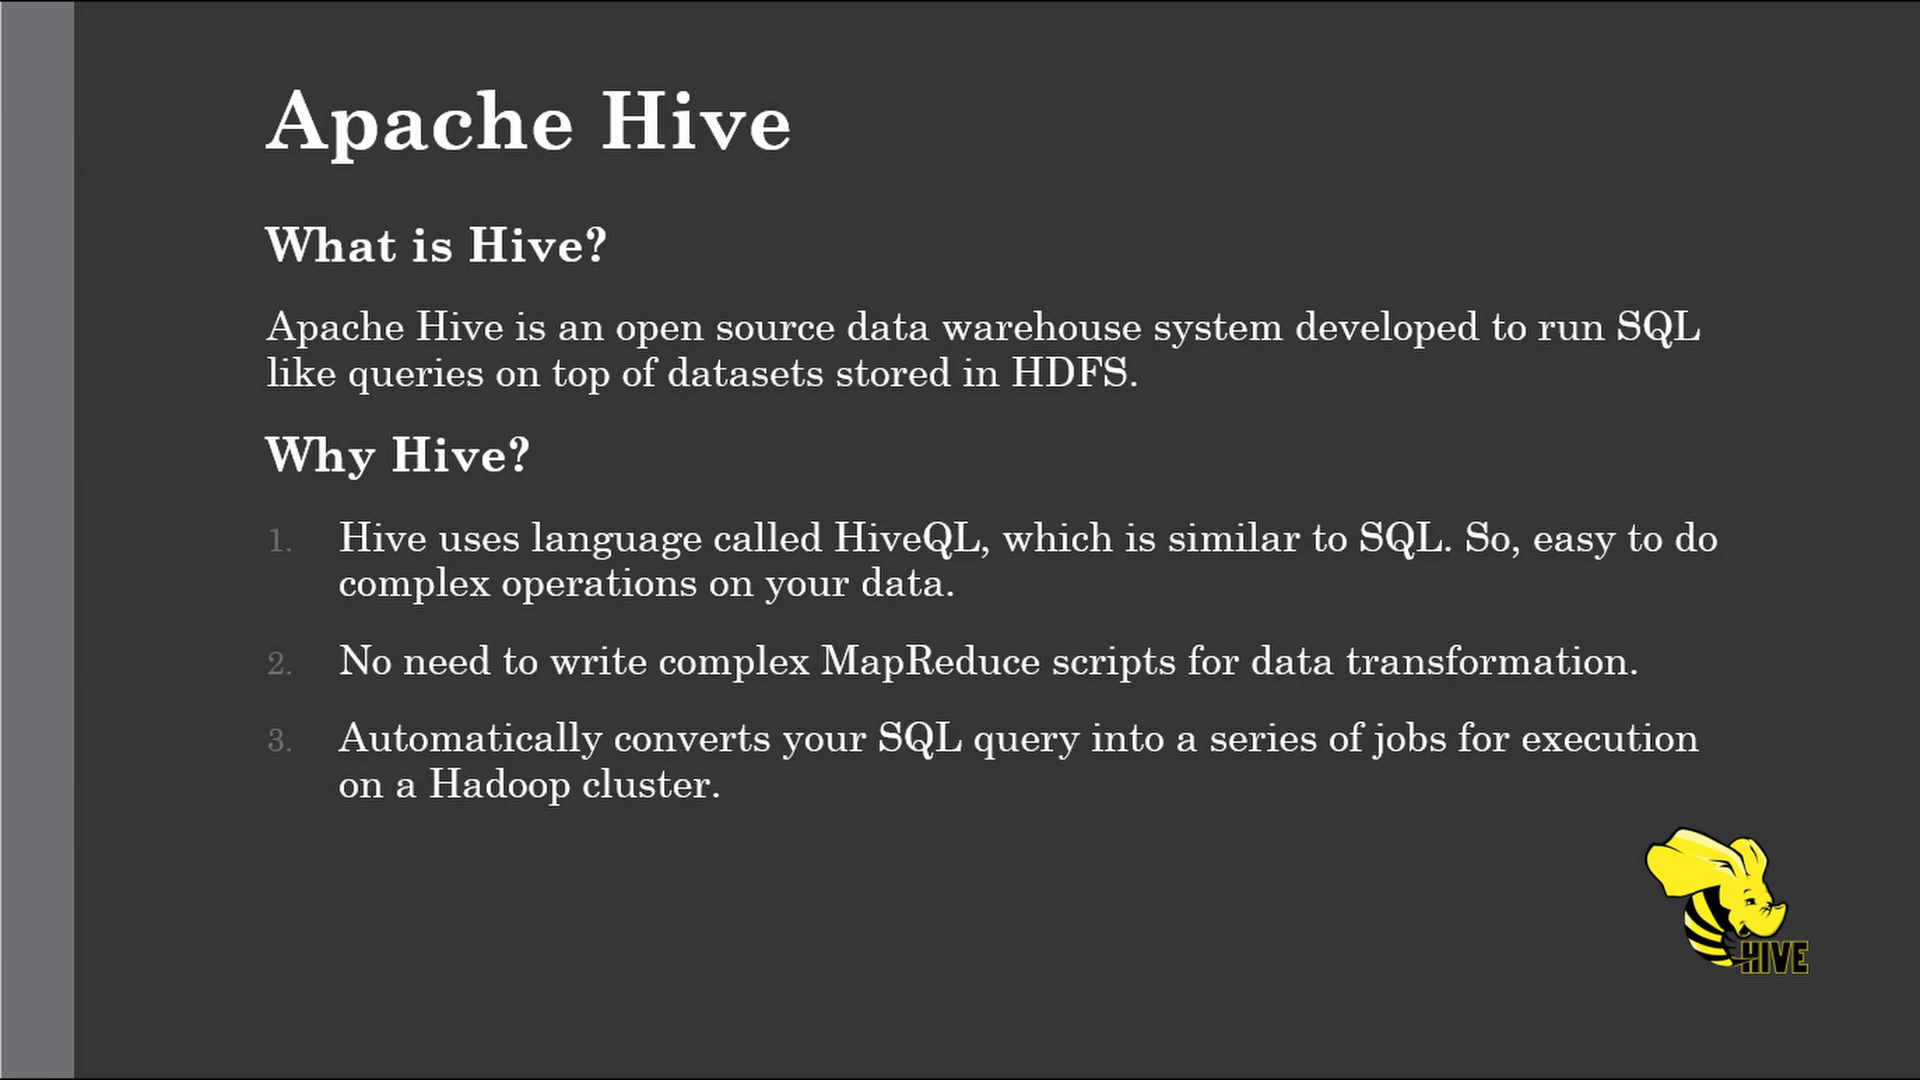 Apache Hive
What is Hive?
Apache Hive is an open source data warehouse system developed to run SQL
like queries on top of datasets stored in HDFS.
Why Hive?
1. Hive uses language called HiveQL, which is similar to SQL. So, easy to do
complex operations on your data.
2. No need to write complex MapReduce scripts for data transformation.
3. Automatically converts your SQL query into a series of jobs for execution
on a Hadoop cluster.
HIVE